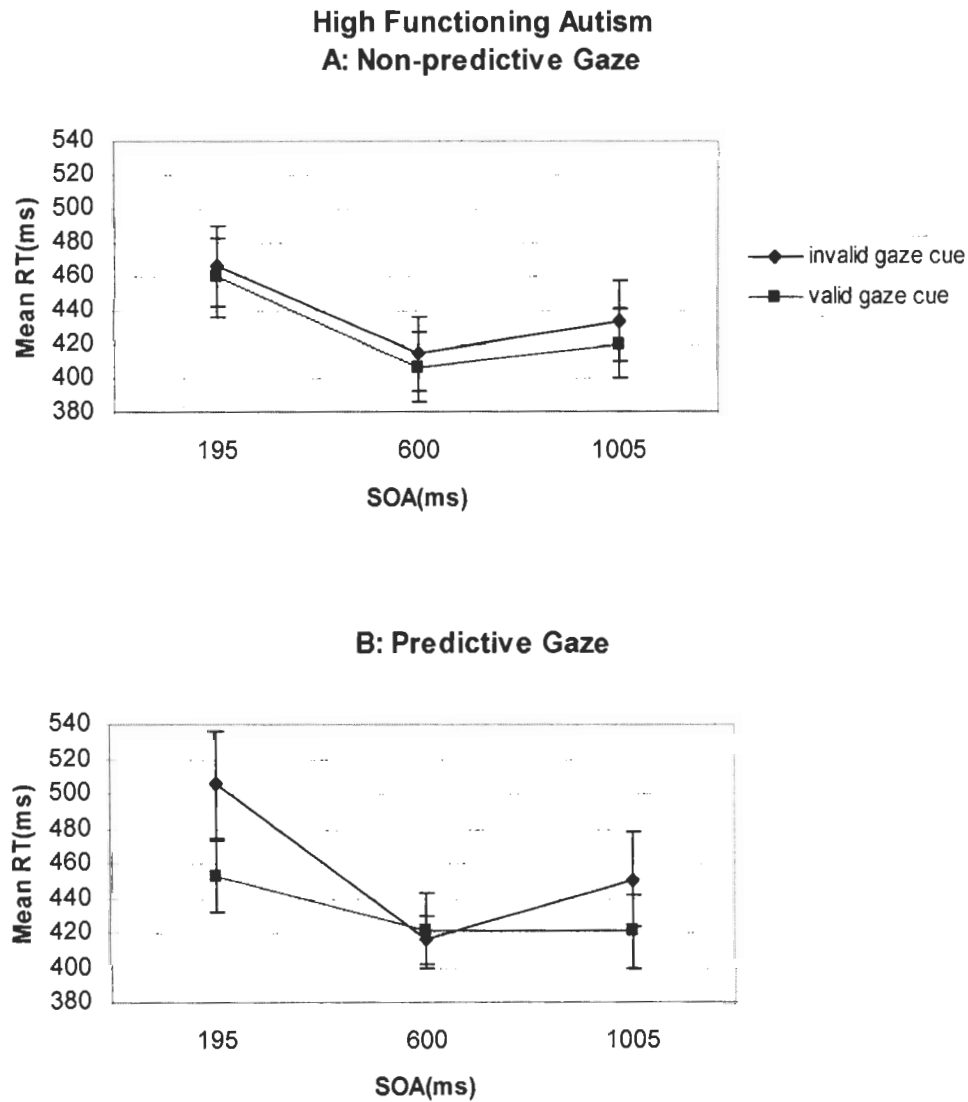 High Functioning Autism
A: Non-predictive Gaze
540
520
500
480
460
440
420
400
380
Mean RT(ms)
195 600 1005
SOA(ms)
invalid gaze cue
valid gaze cue
B: Predictive Gaze
540
520
500
480
460
440
420
400
380
Mean RT(ms)
195 600 1005
SOA(ms)